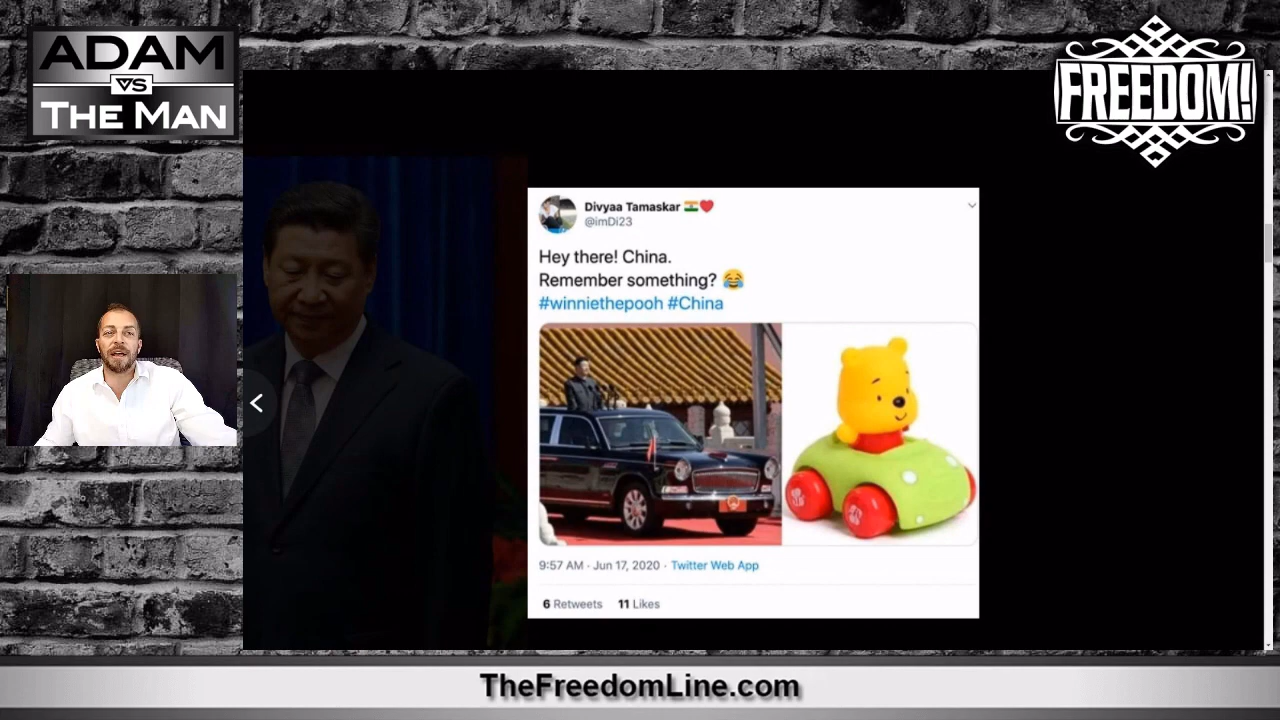 ADAM
VS
THE MAN
FREEDOM!
Divyaa Tamaskar 🇮🇳❤️
@imDi23
Hey there! China.
Remember something? 😂
#winniethepooh #China
9:57 AM · Jun 17, 2020 · Twitter Web App
6 Retweets 11 Likes
TheFreedomLine.com